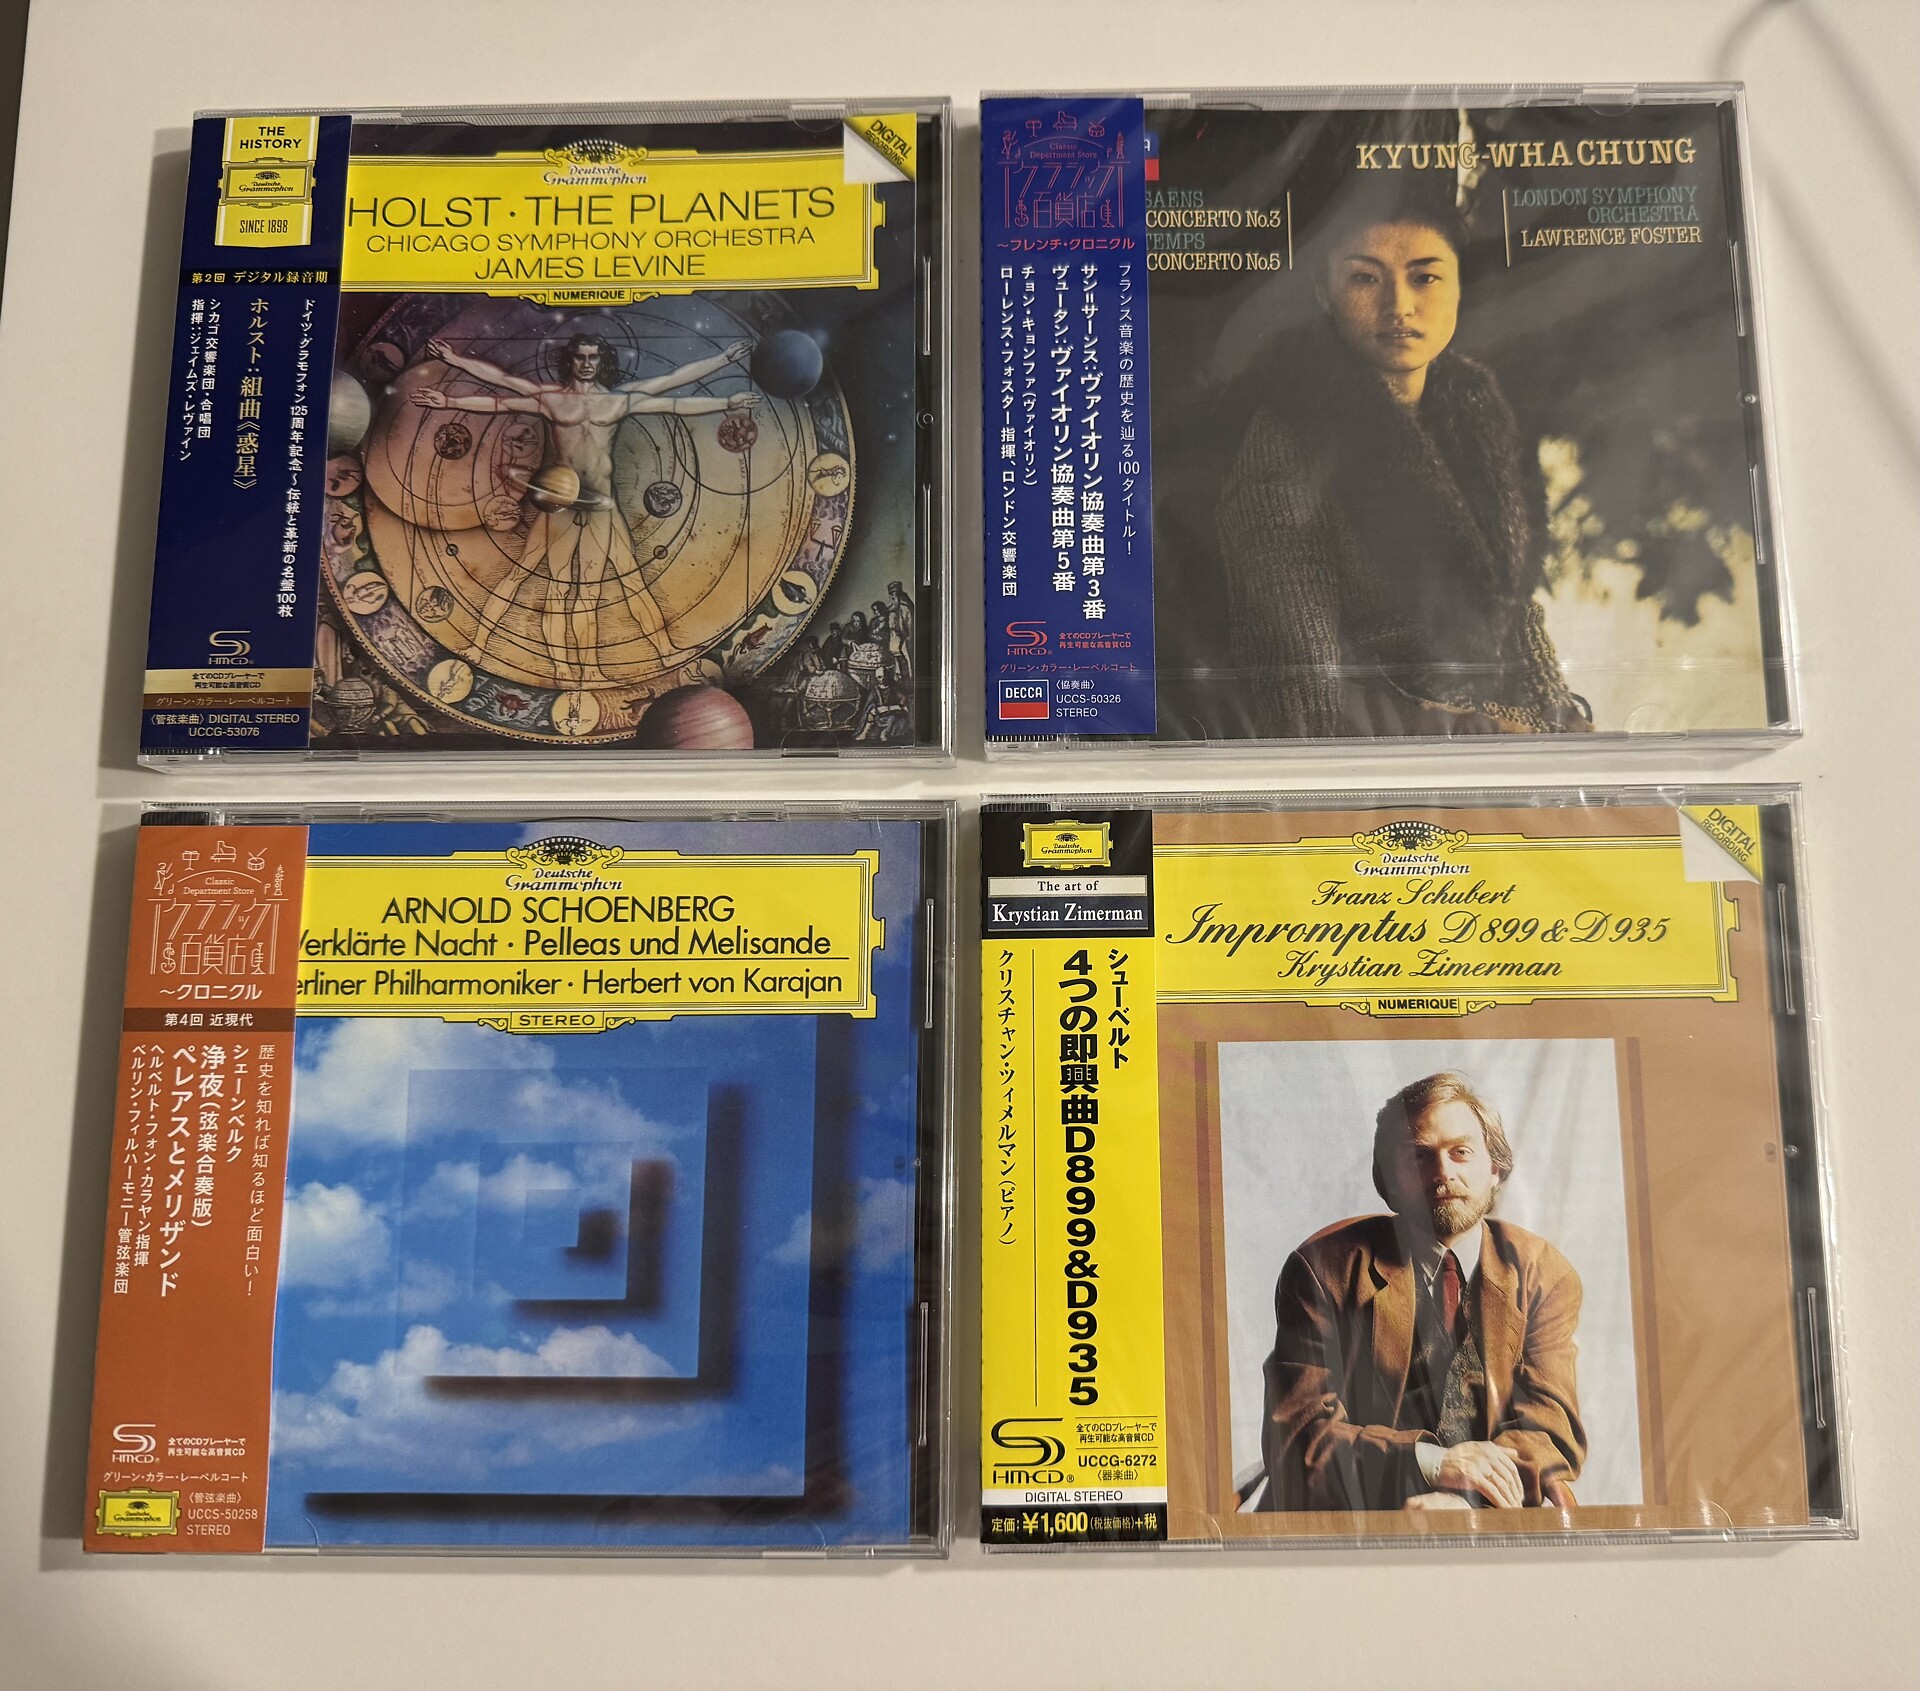 THE
HISTORY
Deutsche
Grammophon
SINCE 1898
第2回 デジタル録音期
ドイツ・グラモフォン125周年記念～伝統と革新の名盤100枚
ホルスト:組曲《惑星》
シカゴ交響楽団・合唱団
指揮:ジェイムズ・レヴァイン
SHM-CD®
全てのCDプレーヤーで
再生可能な高音質CD
グリーン・カラー・レーベルコート
〈管弦楽曲〉 DIGITAL STEREO
UCCG-53076
DIGITAL
RECORDING
Deutsche
Grammophon
HOLST · THE PLANETS
CHICAGO SYMPHONY ORCHESTRA
JAMES LEVINE
NUMERIQUE
Classic
Department Store
クラシック
百貨店
～フレンチ・クロニクル
フランス音楽の歴史を辿る100タイトル!
サン=サーンス:ヴァイオリン協奏曲第3番
ヴュータン:ヴァイオリン協奏曲第5番
チョン・キョンファ(ヴァイオリン)
ローレンス・フォスター指揮、ロンドン交響楽団
SHM-CD®
全てのCDプレーヤーで
再生可能な高音質CD
グリーン・カラー・レーベルコート
DECCA
〈協奏曲〉
UCCS-50326
STEREO
A
KYUNG-WHA CHUNG
SAËNS
CONCERTO No.3
TEMPS
CONCERTO No.5
LONDON SYMPHONY
ORCHESTRA
LAWRENCE FOSTER
Classic
Department Store
クラシック
百貨店
～クロニクル
第4回 近現代
歴史を知れば知るほど面白い!
シェーンベルク
浄夜(弦楽合奏版)
ペレアスとメリザンド
ヘルベルト・フォン・カラヤン指揮
ベルリン・フィルハーモニー管弦楽団
SHM-CD®
全てのCDプレーヤーで
再生可能な高音質CD
グリーン・カラー・レーベルコート
Deutsche
Grammophon
〈管弦楽曲〉
UCCS-50258
STEREO
Deutsche
Grammophon
ARNOLD SCHOENBERG
Verklärte Nacht · Pelleas und Melisande
erliner Philharmoniker · Herbert von Karajan
STEREO
Deutsche
Grammophon
The art of
Krystian Zimerman
シューベルト
4つの即興曲D899&D935
クリスチャン・ツィメルマン(ピアノ)
SHM-CD®
全てのCDプレーヤーで
再生可能な高音質CD
UCCG-6272
〈器楽曲〉
DIGITAL STEREO
定価:¥1,600(税抜価格)+税
DIGITAL
RECORDING
Deutsche
Grammophon
Franz Schubert
Impromptus D899 & D935
Krystian Zimerman
NUMERIQUE